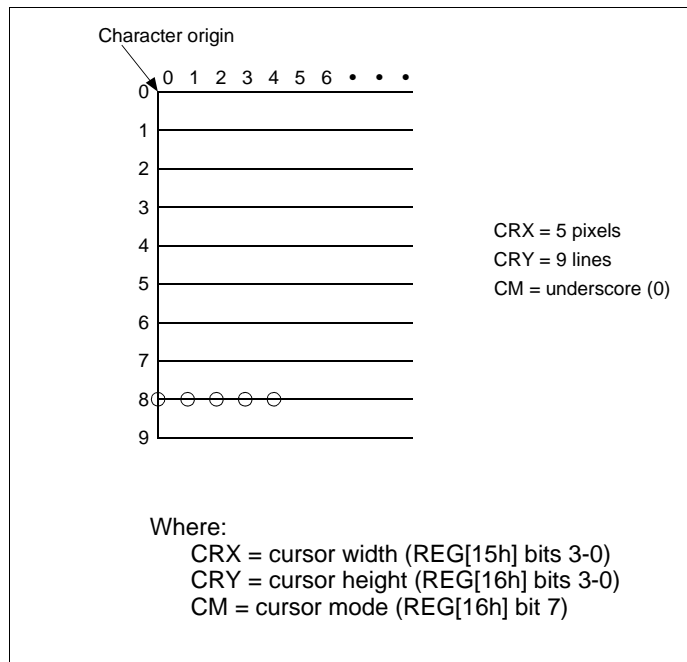 Character origin
0 1 2 3 4 5 6 • • •
0
1
2
3
CRX = 5 pixels
4
CRY = 9 lines
5
CM = underscore (0)
6
7
8
9
Where:
CRX = cursor width (REG[15h] bits 3-0)
CRY = cursor height (REG[16h] bits 3-0)
CM = cursor mode (REG[16h] bit 7)